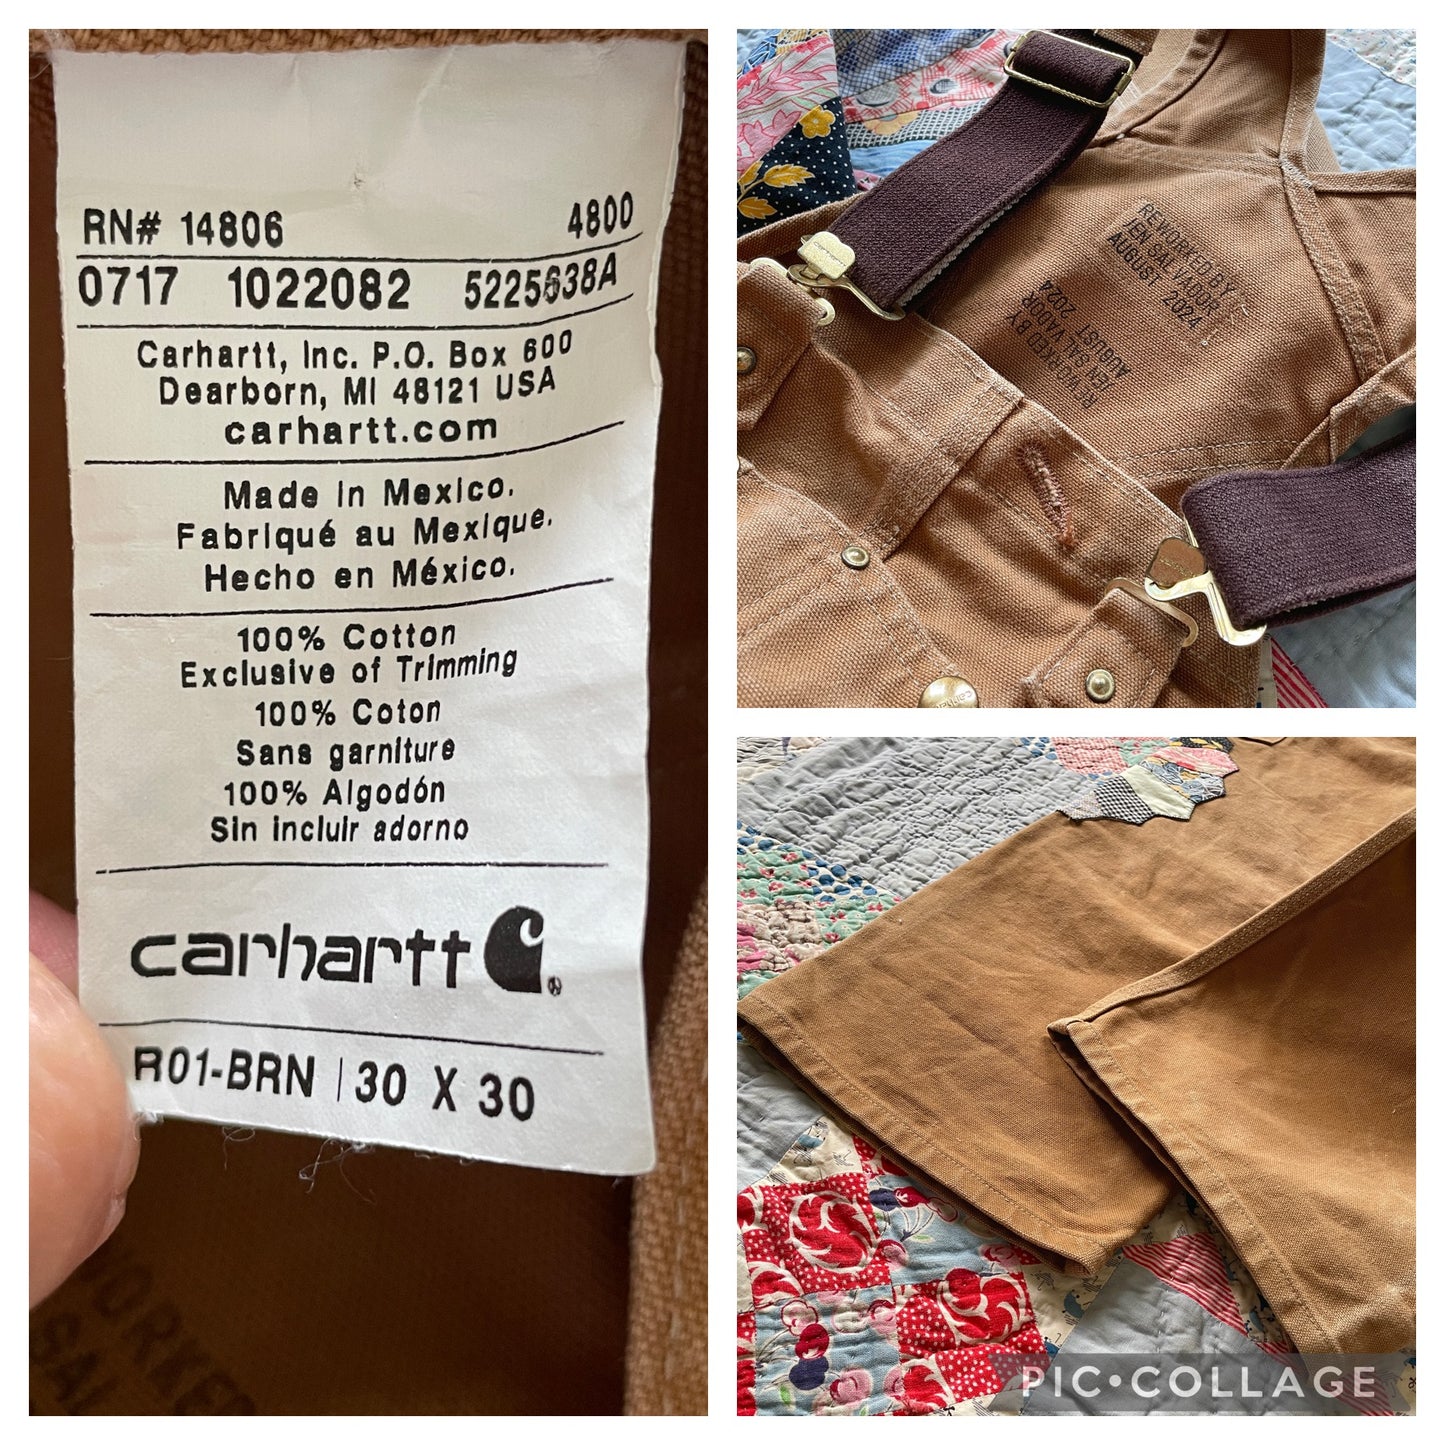 RN# 14806 4800
0717 1022082 5225638A
Carhartt, Inc. P.O. Box 600
Dearborn, MI 48121 USA
carhartt.com
Made in Mexico.
Fabriqué au Mexique.
Hecho en México.
100% Cotton
Exclusive of Trimming
100% Coton
Sans garniture
100% Algodón
Sin incluir adorno
carhartt
R01-BRN | 30 X 30
REWORKED BY
JEN SALVADOR
AUGUST 2024
REWORKED BY
JEN SALVADOR
AUGUST 2024
PIC•COLLAGE